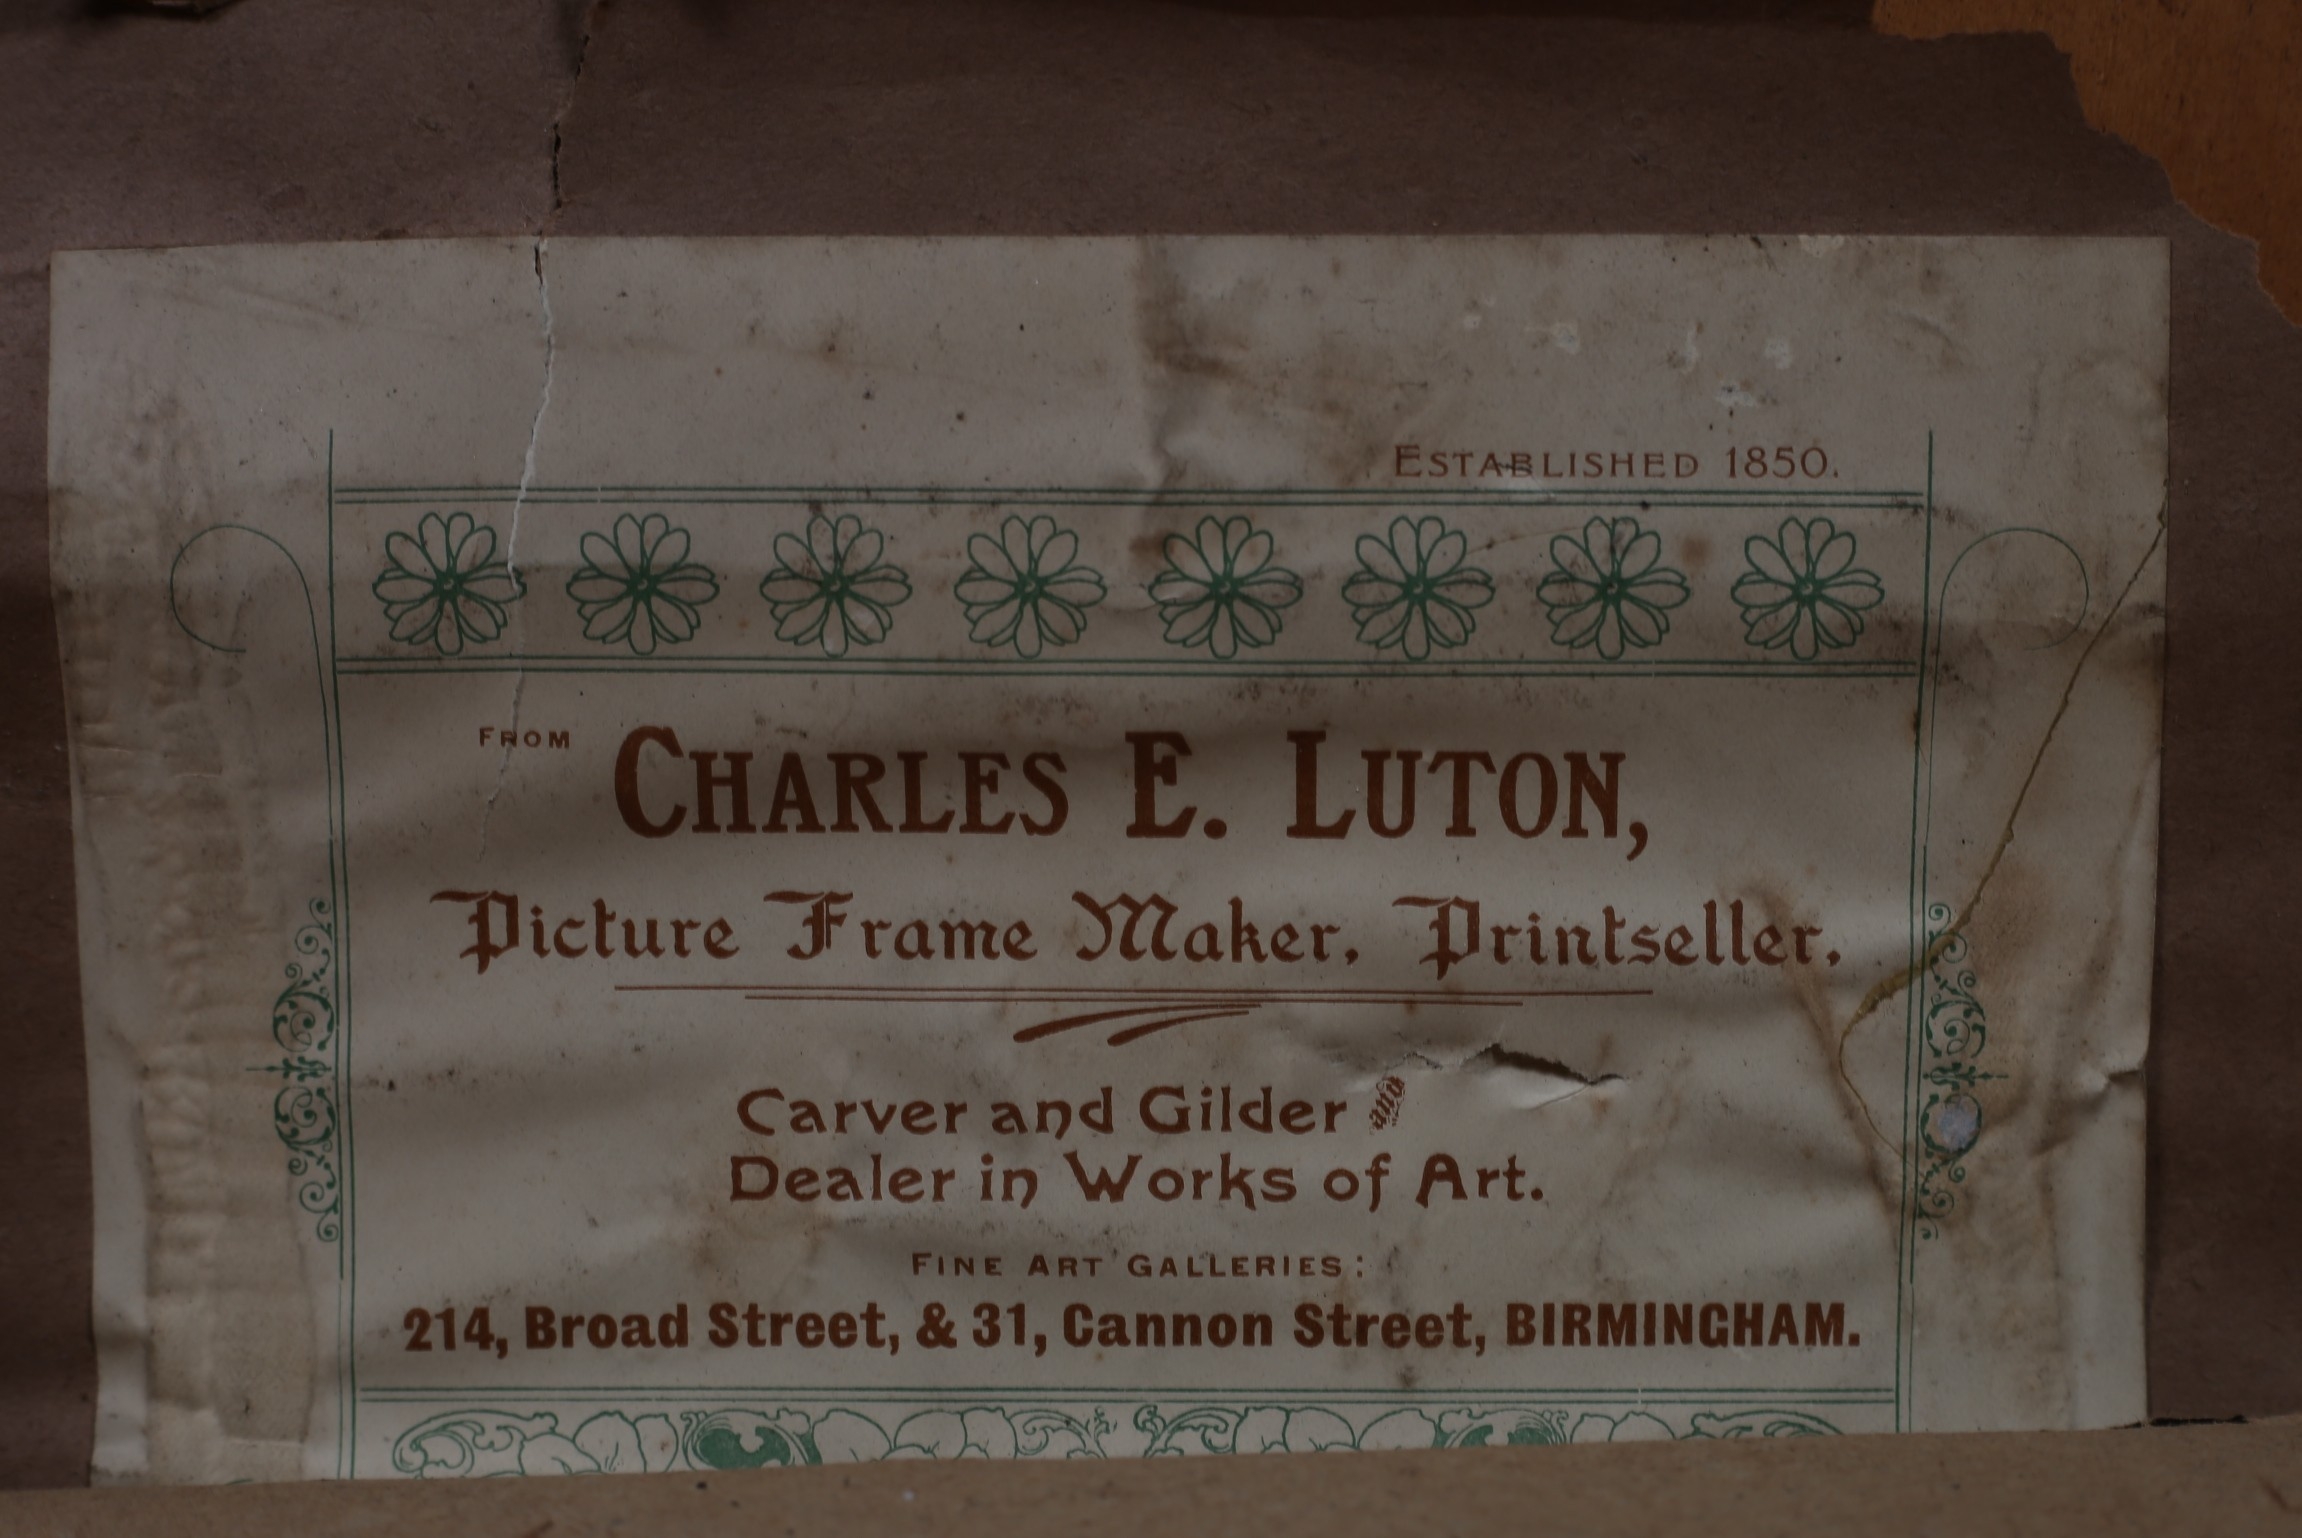 ESTABLISHED 1850.
FROM CHARLES E. LUTON,
Picture Frame Maker. Printseller.
Carver and Gilder and
Dealer in Works of Art.
FINE ART GALLERIES:
214, Broad Street, & 31, Cannon Street, BIRMINGHAM.